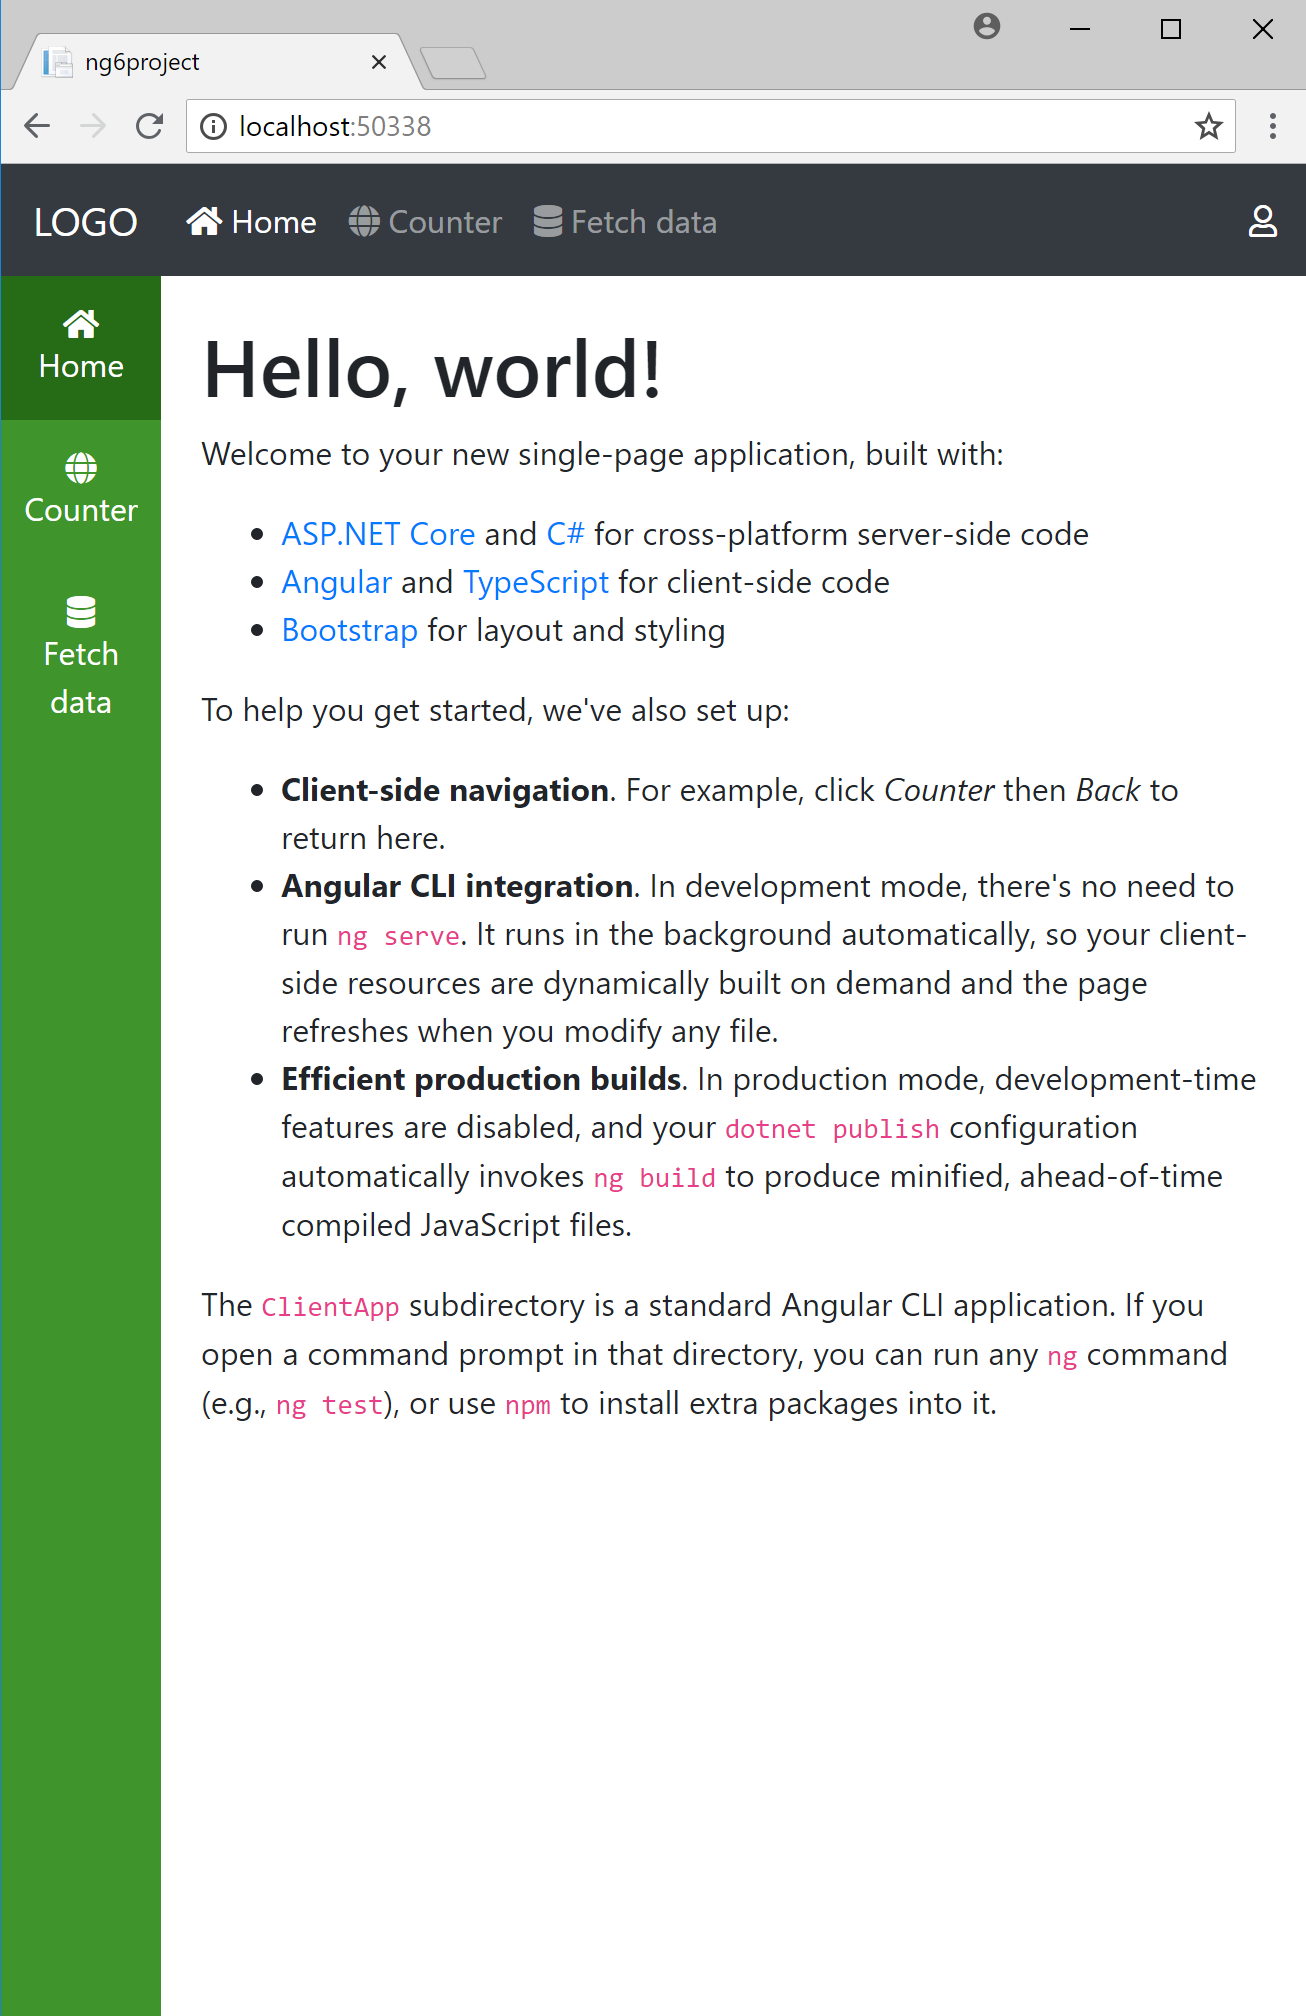 ng6project
localhost:50338
LOGO Home Counter Fetch data
Home
Counter
Fetch
data
Hello, world!
Welcome to your new single-page application, built with:
ASP.NET Core and C# for cross-platform server-side code
Angular and TypeScript for client-side code
Bootstrap for layout and styling
To help you get started, we've also set up:
Client-side navigation. For example, click Counter then Back to
return here.
Angular CLI integration. In development mode, there's no need to
run ng serve. It runs in the background automatically, so your client-
side resources are dynamically built on demand and the page
refreshes when you modify any file.
Efficient production builds. In production mode, development-time
features are disabled, and your dotnet publish configuration
automatically invokes ng build to produce minified, ahead-of-time
compiled JavaScript files.
The ClientApp subdirectory is a standard Angular CLI application. If you
open a command prompt in that directory, you can run any ng command
(e.g., ng test), or use npm to install extra packages into it.